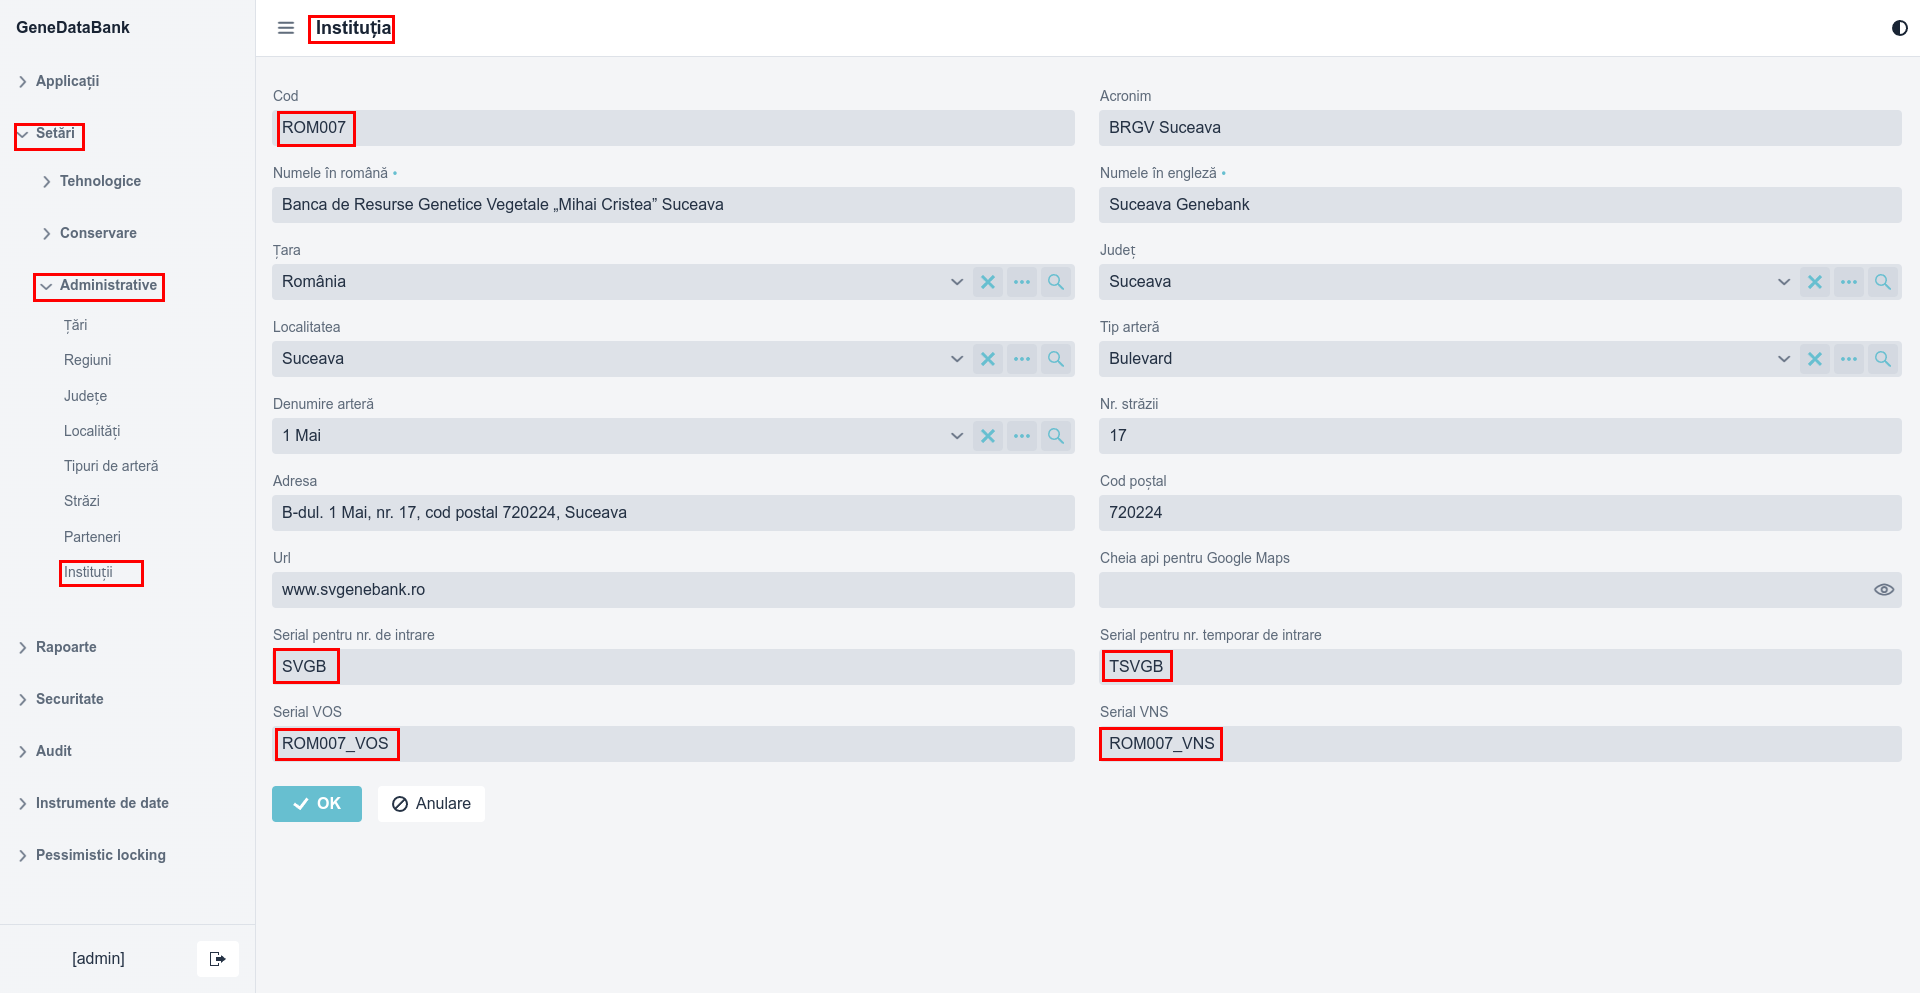 GeneDataBank
Applicații
Setări
Tehnologice
Conservare
Administrative
Țări
Regiuni
Județe
Localități
Tipuri de arteră
Străzi
Parteneri
Instituții
Rapoarte
Securitate
Audit
Instrumente de date
Pessimistic locking
[admin]
Instituția
Cod
ROM007
Acronim
BRGV Suceava
Numele în română •
Banca de Resurse Genetice Vegetale „Mihai Cristea” Suceava
Numele în engleză •
Suceava Genebank
Țara
România
Județ
Suceava
Localitatea
Suceava
Tip arteră
Bulevard
Denumire arteră
1 Mai
Nr. străzii
17
Adresa
B-dul. 1 Mai, nr. 17, cod postal 720224, Suceava
Cod poștal
720224
Url
www.svgenebank.ro
Cheia api pentru Google Maps
Serial pentru nr. de intrare
SVGB
Serial pentru nr. temporar de intrare
TSVGB
Serial VOS
ROM007_VOS
Serial VNS
ROM007_VNS
OK
Anulare